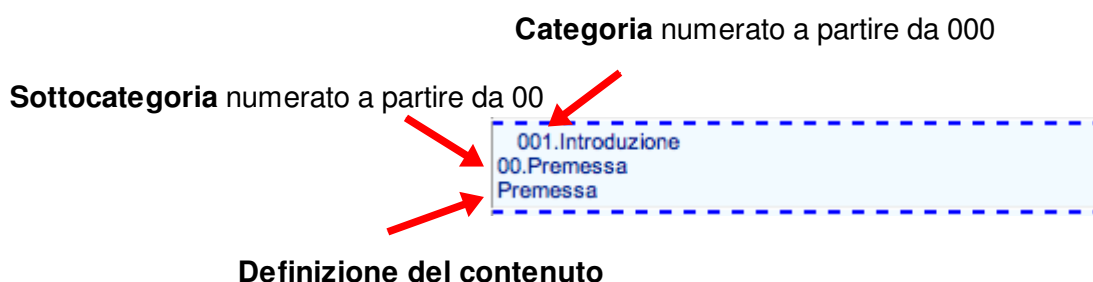 Categoria numerato a partire da 000
Sottocategoria numerato a partire da 00
001.Introduzione
00.Premessa
Premessa
Definizione del contenuto